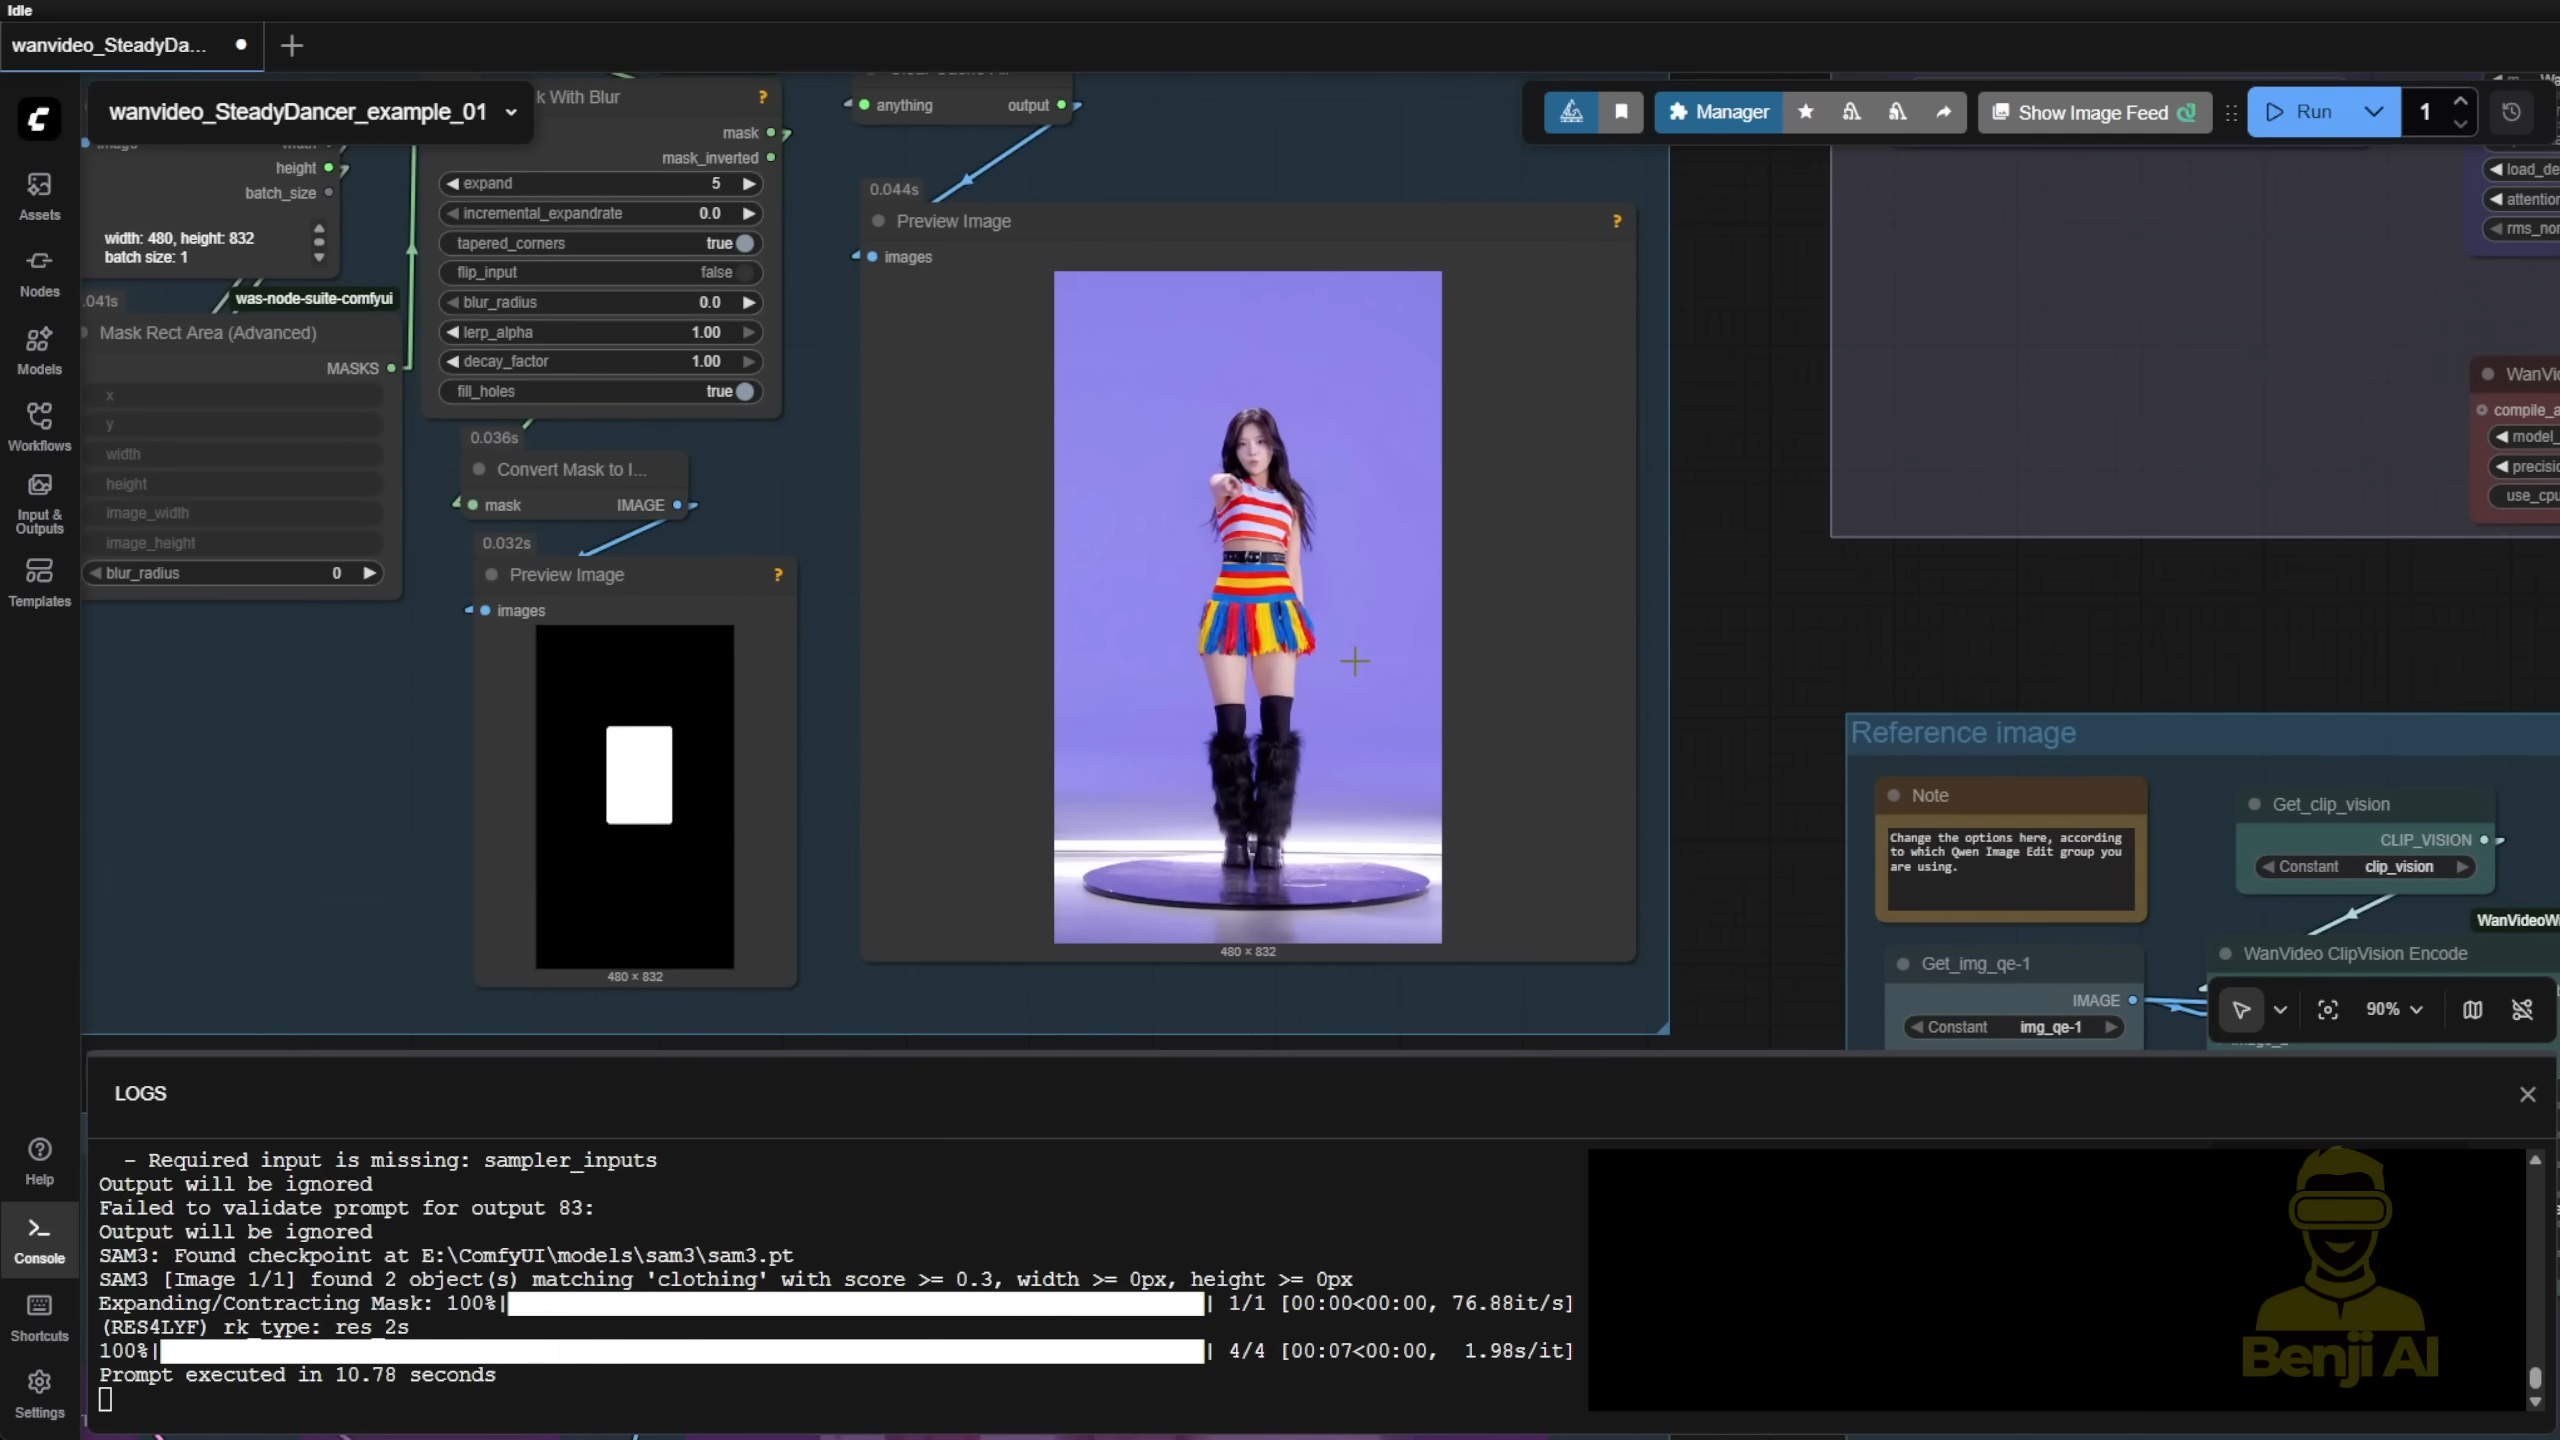 Idle
wanvideo_SteadyDa...
wanvideo_SteadyDancer_example_01
k With Blur
mask
mask_inverted
expand 5
incremental_expandrate 0.0
tapered_corners true
flip_input false
blur_radius 0.0
lerp_alpha 1.00
decay_factor 1.00
fill_holes true
height
batch_size
width: 480, height: 832
batch size: 1
.041s
was-node-suite-comfyui
Mask Rect Area (Advanced)
MASKS
x
y
width
height
image_width
image_height
blur_radius 0
0.036s
Convert Mask to I...
mask IMAGE
0.032s
Preview Image ?
images
480 × 832
anything output
0.044s
Preview Image ?
images
480 × 832
Manager
Show Image Feed
Run
1
load_de
attention
rms_nor
WanVid
compile_a
model_
precisio
use_cpu
Reference image
Note
Change the options here, according
to which Qwen Image Edit group you
are using.
Get_clip_vision
CLIP_VISION
Constant clip_vision
WanVideoW
WanVideo ClipVision Encode
Get_img_qe-1
IMAGE
Constant img_qe-1
90%
Assets
Nodes
Models
Workflows
Input &
Outputs
Templates
Help
Console
Shortcuts
Settings
LOGS
- Required input is missing: sampler_inputs
Output will be ignored
Failed to validate prompt for output 83:
Output will be ignored
SAM3: Found checkpoint at E:\ComfyUI\models\sam3\sam3.pt
SAM3 [Image 1/1] found 2 object(s) matching 'clothing' with score >= 0.3, width >= 0px, height >= 0px
Expanding/Contracting Mask: 100%| | 1/1 [00:00<00:00, 76.88it/s]
(RES4LYF) rk_type: res_2s
100%| | 4/4 [00:07<00:00, 1.98s/it]
Prompt executed in 10.78 seconds
Benji AI